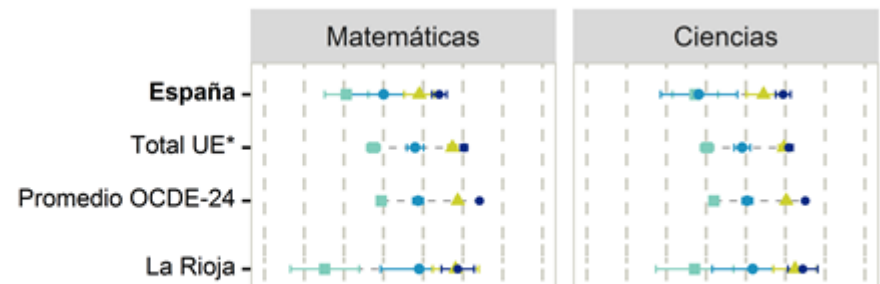 Matemáticas
Ciencias
España
Total UE*
Promedio OCDE-24
La Rioja